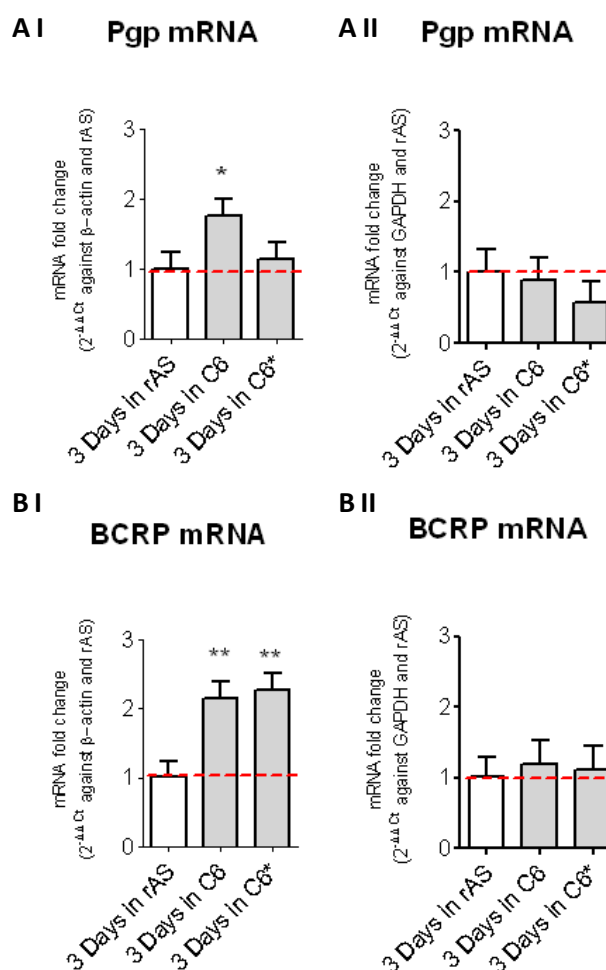 A I
Pgp mRNA
mRNA fold change
(2^-ΔΔCt against β-actin and rAS)
3
2
1
0
*
3 Days in rAS
3 Days in C6
3 Days in C6*
A II
Pgp mRNA
mRNA fold change
(2^-ΔΔCt against GAPDH and rAS)
3
2
1
0
3 Days in rAS
3 Days in C6
3 Days in C6*
B I
BCRP mRNA
mRNA fold change
(2^-ΔΔCt against β-actin and rAS)
3
2
1
0
**
**
3 Days in rAS
3 Days in C6
3 Days in C6*
B II
BCRP mRNA
mRNA fold change
(2^-ΔΔCt against GAPDH and rAS)
3
2
1
0
3 Days in rAS
3 Days in C6
3 Days in C6*